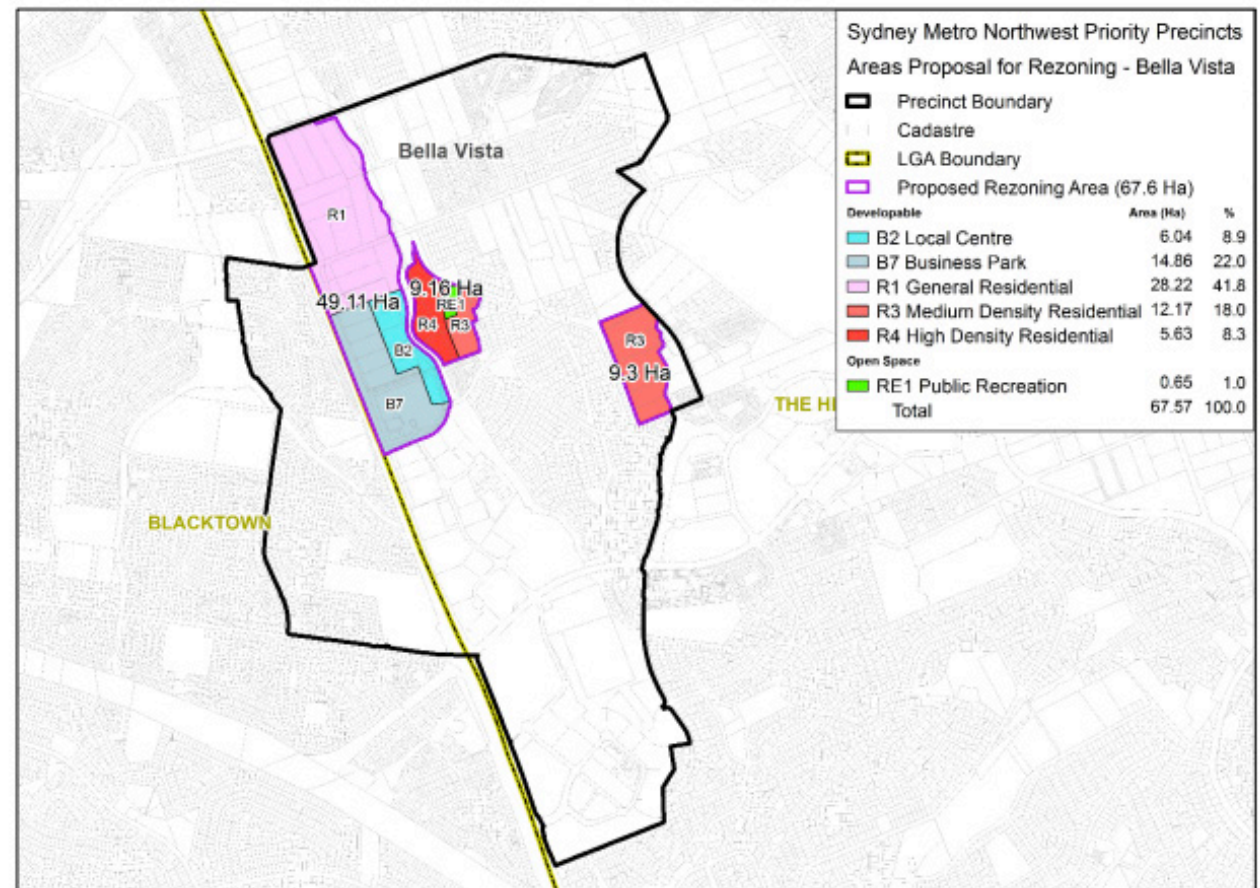 Sydney Metro Northwest Priority Precincts
Areas Proposal for Rezoning - Bella Vista
Precinct Boundary
Cadastre
LGA Boundary
Proposed Rezoning Area (67.6 Ha)
Developable Area (Ha) %
B2 Local Centre 6.04 8.9
B7 Business Park 14.86 22.0
R1 General Residential 28.22 41.8
R3 Medium Density Residential 12.17 18.0
R4 High Density Residential 5.63 8.3
Open Space
RE1 Public Recreation 0.65 1.0
Total 67.57 100.0
Bella Vista
R1
49.11 Ha
9.16 Ha
RE1
R4
R3
B2
B7
R3
9.3 Ha
THE HI
BLACKTOWN